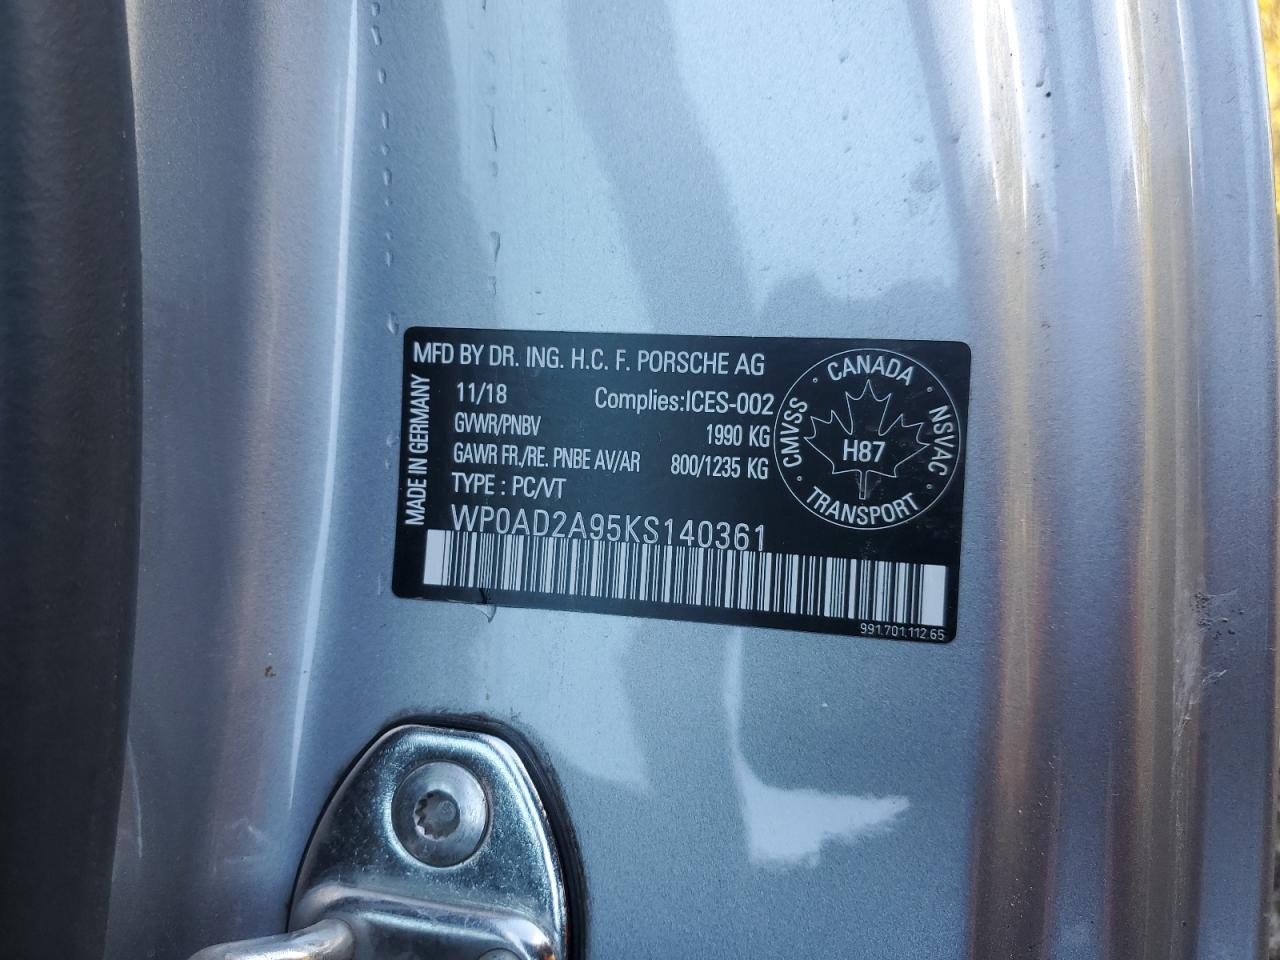 MFD BY DR. ING. H.C. F. PORSCHE AG
MADE IN GERMANY
11/18 Complies:ICES-002
GVWR/PNBV 1990 KG
GAWR FR./RE. PNBE AV/AR 800/1235 KG
TYPE : PC/VT
WP0AD2A95KS140361
· CANADA ·
CMVSS · NSVAC ·
H87
TRANSPORT
991.701.112.65